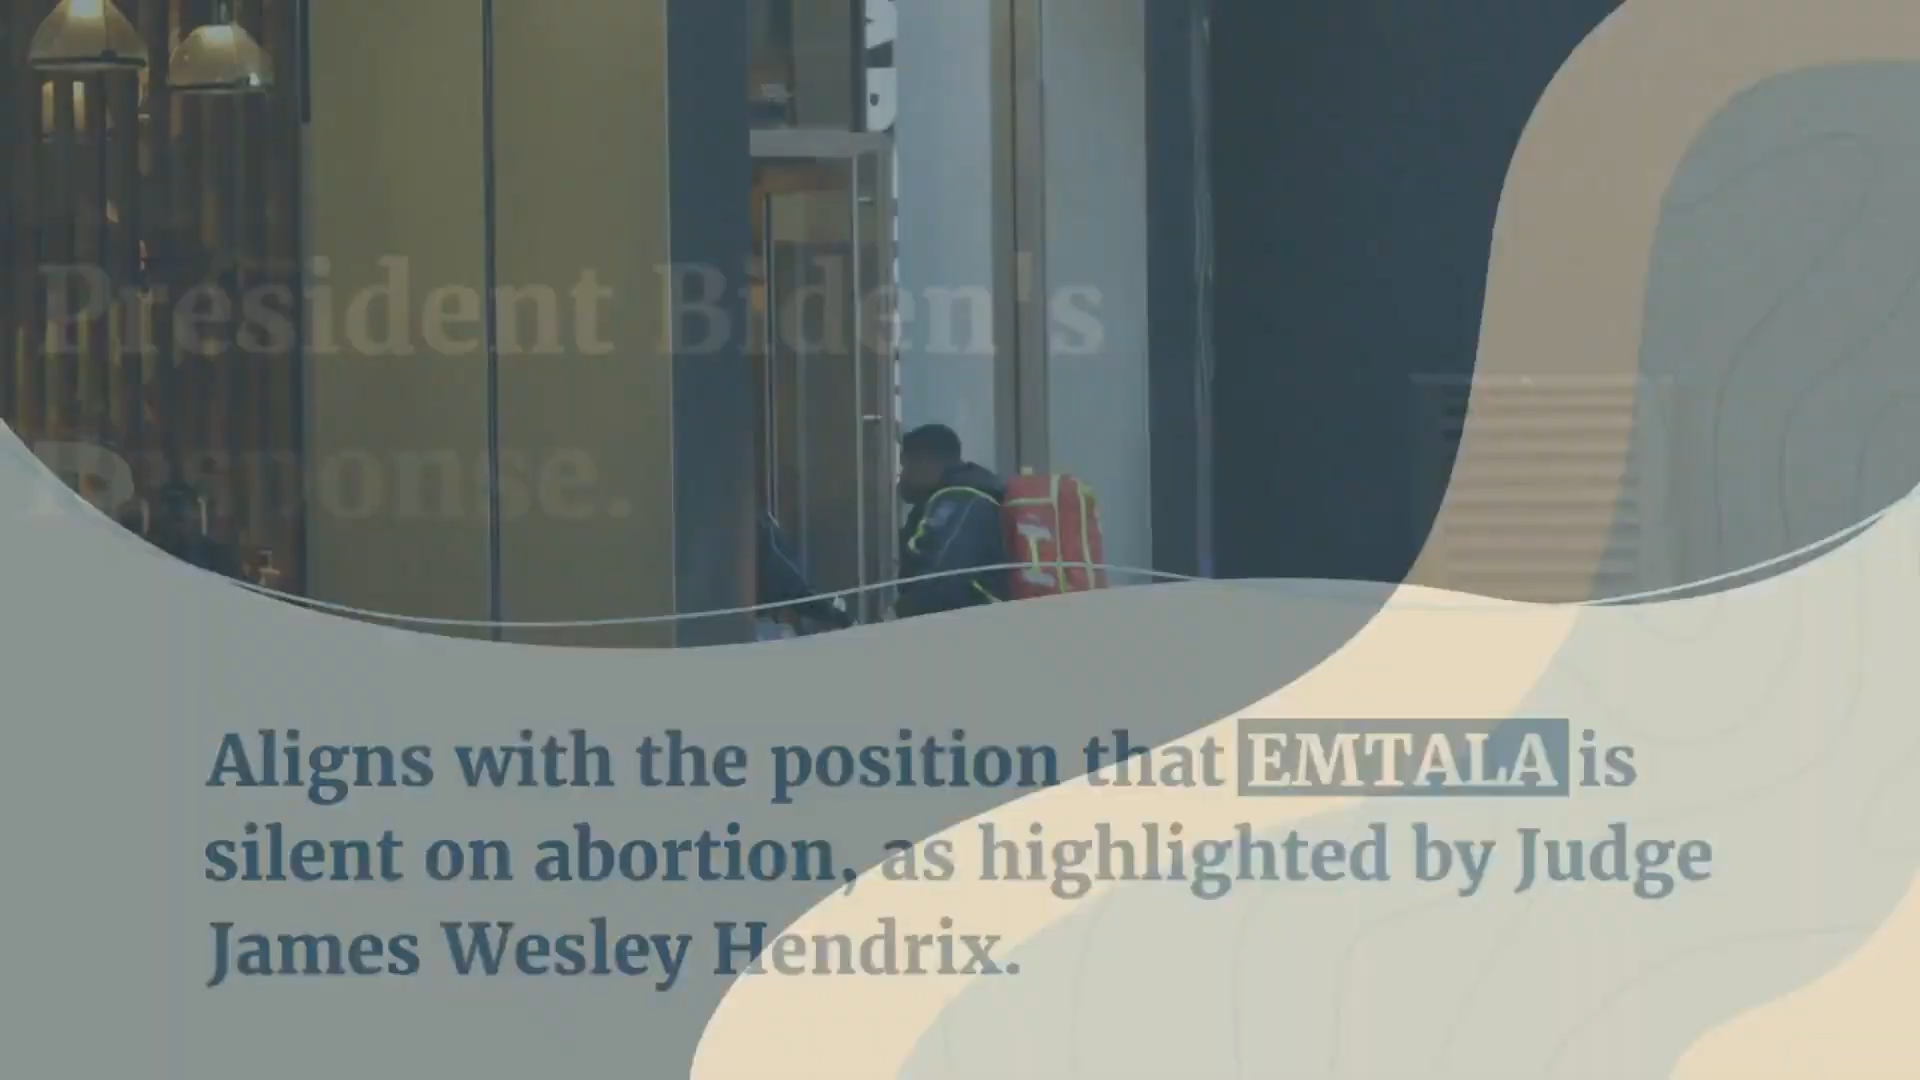 President Biden's
Response.
Aligns with the position that EMTALA is
silent on abortion, as highlighted by Judge
James Wesley Hendrix.